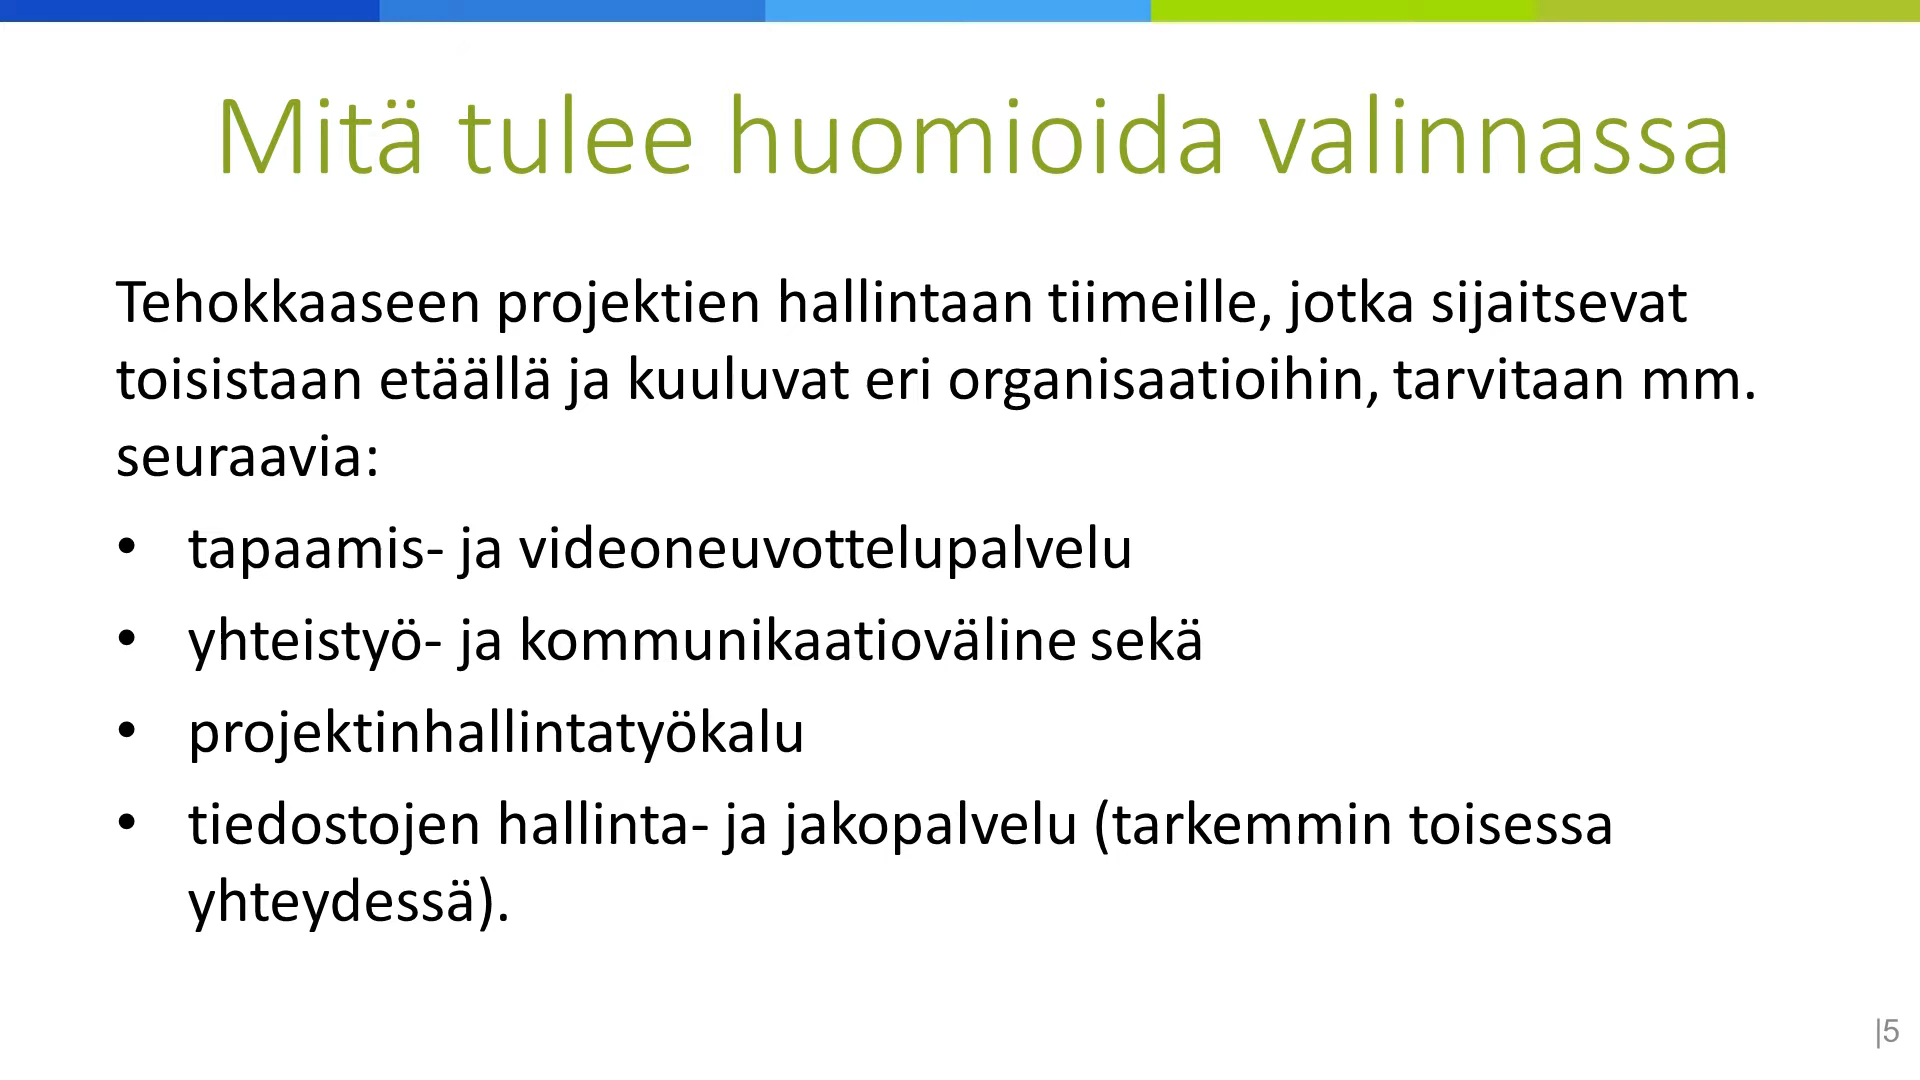 Mitä tulee huomioida valinnassa
Tehokkaaseen projektien hallintaan tiimeille, jotka sijaitsevat
toisistaan etäällä ja kuuluvat eri organisaatioihin, tarvitaan mm.
seuraavia:
• tapaamis- ja videoneuvottelupalvelu
• yhteistyö- ja kommunikaatioväline sekä
• projektinhallintatyökalu
• tiedostojen hallinta- ja jakopalvelu (tarkemmin toisessa
yhteydessä).
|5